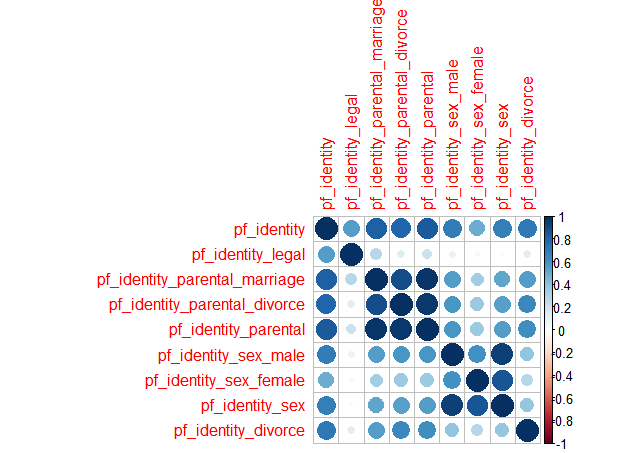 pf_identity
pf_identity_legal
pf_identity_parental_marriage
pf_identity_parental_divorce
pf_identity_parental
pf_identity_sex_male
pf_identity_sex_female
pf_identity_sex
pf_identity_divorce
pf_identity
pf_identity_legal
pf_identity_parental_marriage
pf_identity_parental_divorce
pf_identity_parental
pf_identity_sex_male
pf_identity_sex_female
pf_identity_sex
pf_identity_divorce
1
0.8
0.6
0.4
0.2
0
-0.2
-0.4
-0.6
-0.8
-1